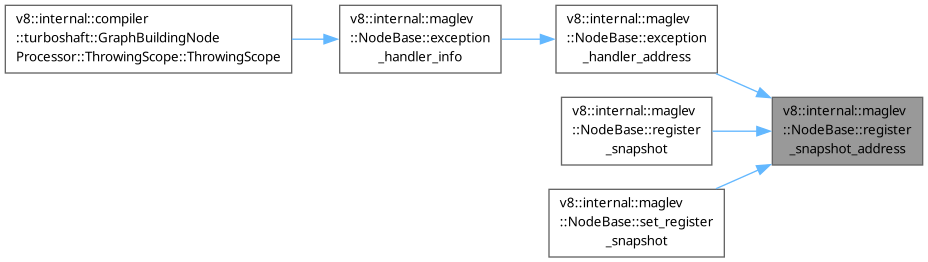 v8::internal::compiler
::turboshaft::GraphBuildingNode
Processor::ThrowingScope::ThrowingScope
v8::internal::maglev
::NodeBase::exception
_handler_info
v8::internal::maglev
::NodeBase::exception
_handler_address
v8::internal::maglev
::NodeBase::register
_snapshot
v8::internal::maglev
::NodeBase::set_register
_snapshot
v8::internal::maglev
::NodeBase::register
_snapshot_address